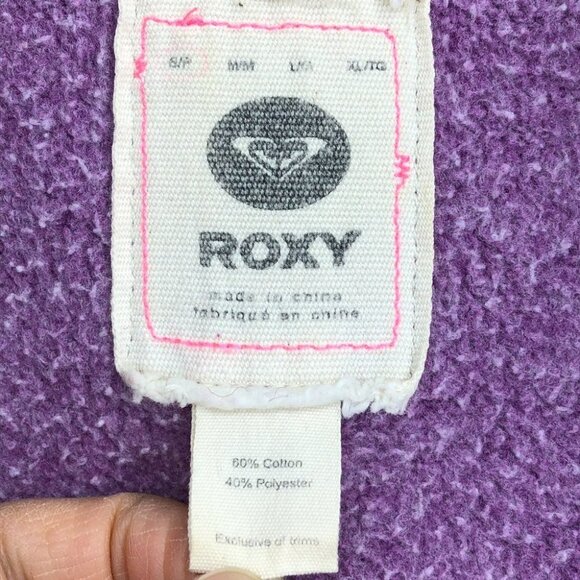 S/P M/M L/G XL/TG
ROXY
made in china
fabriqué en chine
60% Cotton
40% Polyester
Exclusive of trims